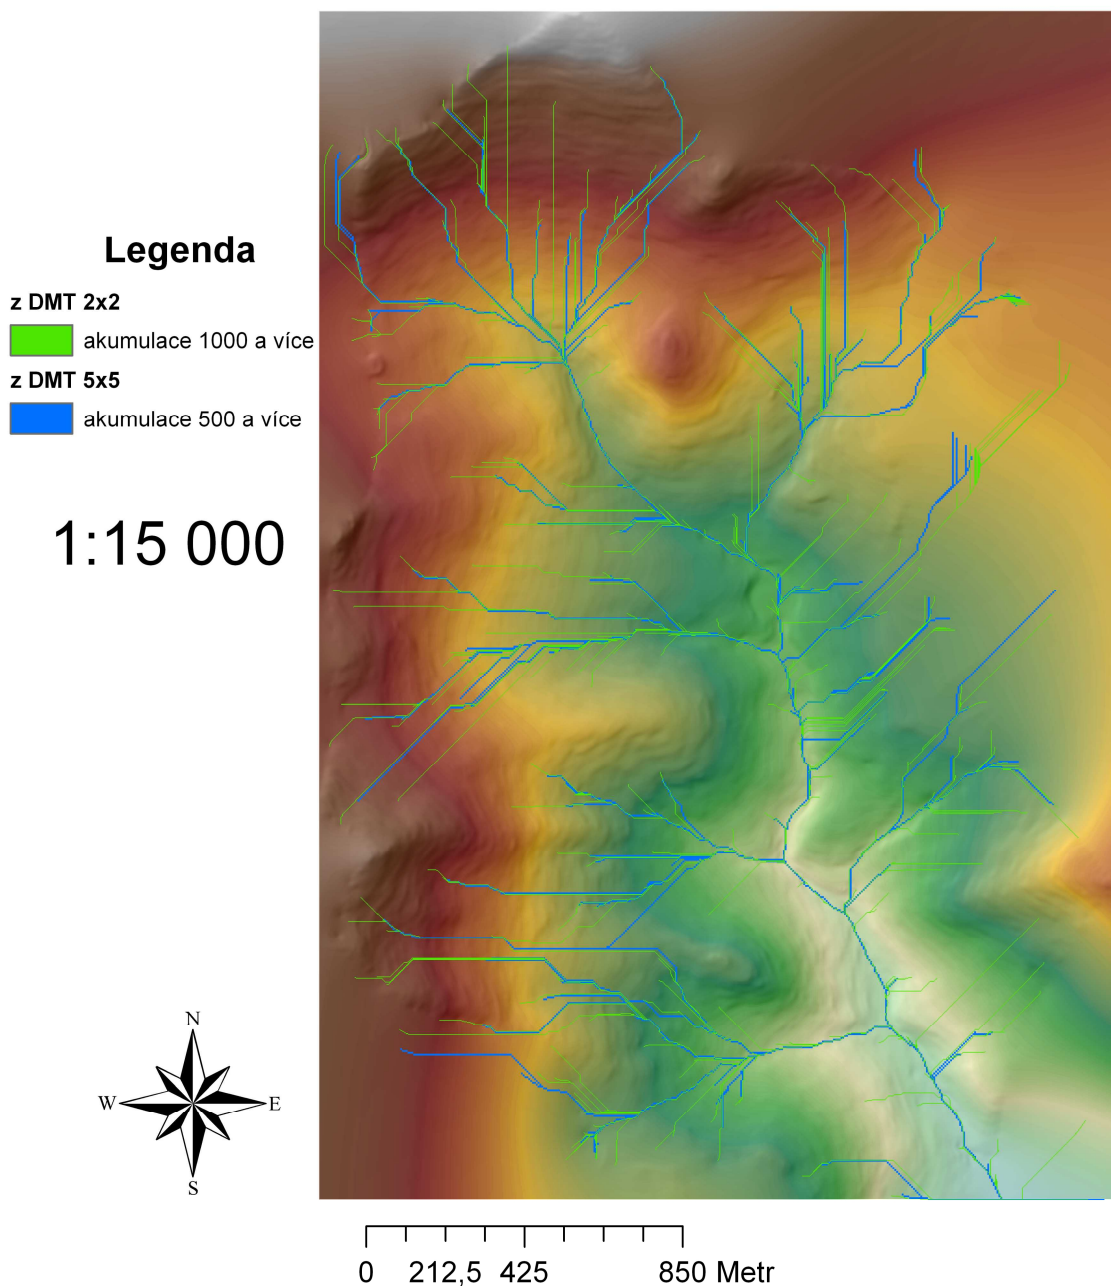 Legenda
z DMT 2x2
akumulace 1000 a více
z DMT 5x5
akumulace 500 a více
1:15 000
N
W E
S
0 212,5 425 850 Metr